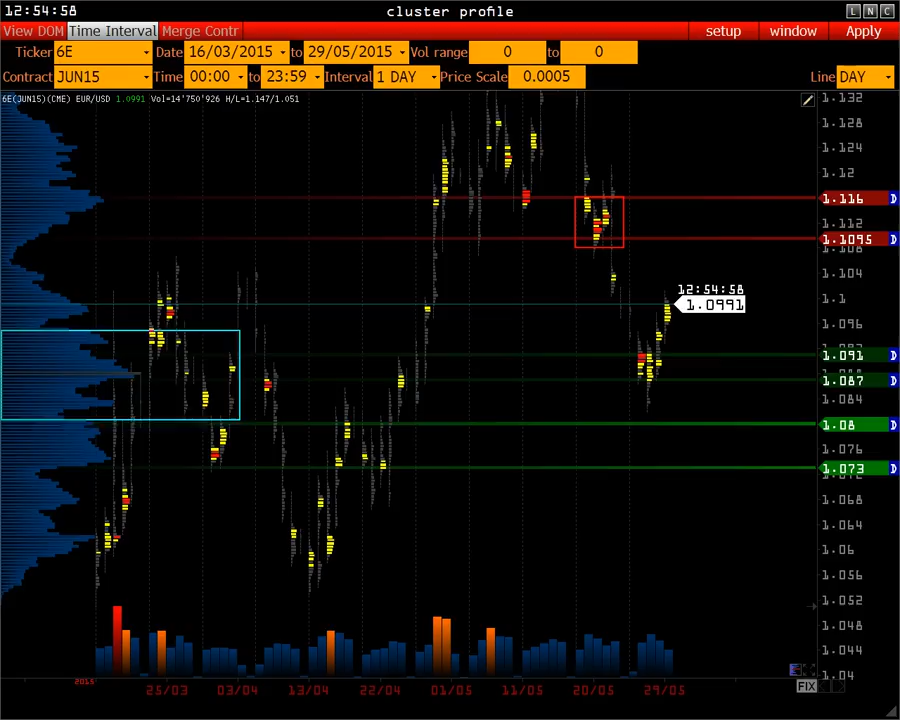 12:54:58 cluster profile L N C
View DOM Time Interval Merge Contr setup window Apply
Ticker 6E Date 16/03/2015 to 29/05/2015 Vol range 0 to 0
Contract JUN15 Time 00:00 to 23:59 Interval 1 DAY Price Scale 0.0005 Line DAY
6E(JUN15)(CME) EUR/USD 1.0991 Vol=14'750'926 H/L=1.147/1.051
1.132
1.128
1.124
1.12
1.116 D
1.112
1.1095 D
1.108
1.104
12:54:58
1.1
1.0991
1.096
1.091 D
1.087 D
1.084
1.08 D
1.076
1.073 D
1.072
1.068
1.064
1.06
1.056
1.052
1.048
1.044
1.04
FIX
2015
25/03 03/04 13/04 22/04 01/05 11/05 20/05 29/05